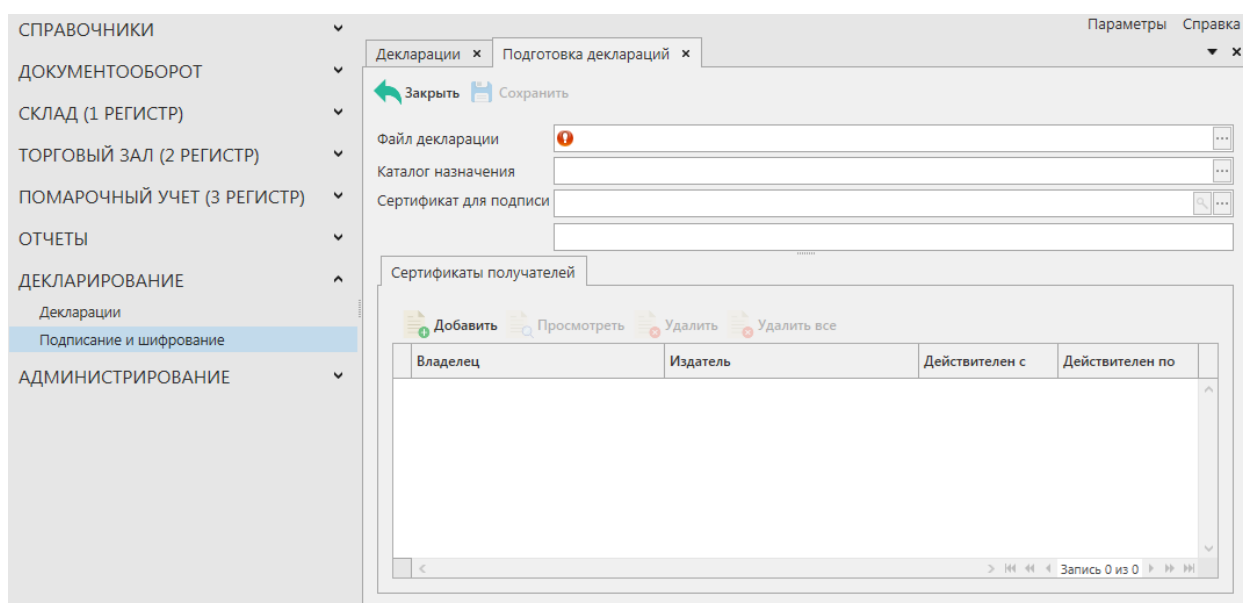 СПРАВОЧНИКИ
ДОКУМЕНТООБОРОТ
СКЛАД (1 РЕГИСТР)
ТОРГОВЫЙ ЗАЛ (2 РЕГИСТР)
ПОМАРОЧНЫЙ УЧЕТ (3 РЕГИСТР)
ОТЧЕТЫ
ДЕКЛАРИРОВАНИЕ
Декларации
Подписание и шифрование
АДМИНИСТРИРОВАНИЕ
Параметры Справка
Декларации Подготовка деклараций
Закрыть Сохранить
Файл декларации
Каталог назначения
Сертификат для подписи
Сертификаты получателей
Добавить Просмотреть Удалить Удалить все
Владелец Издатель Действителен с Действителен по
Запись 0 из 0